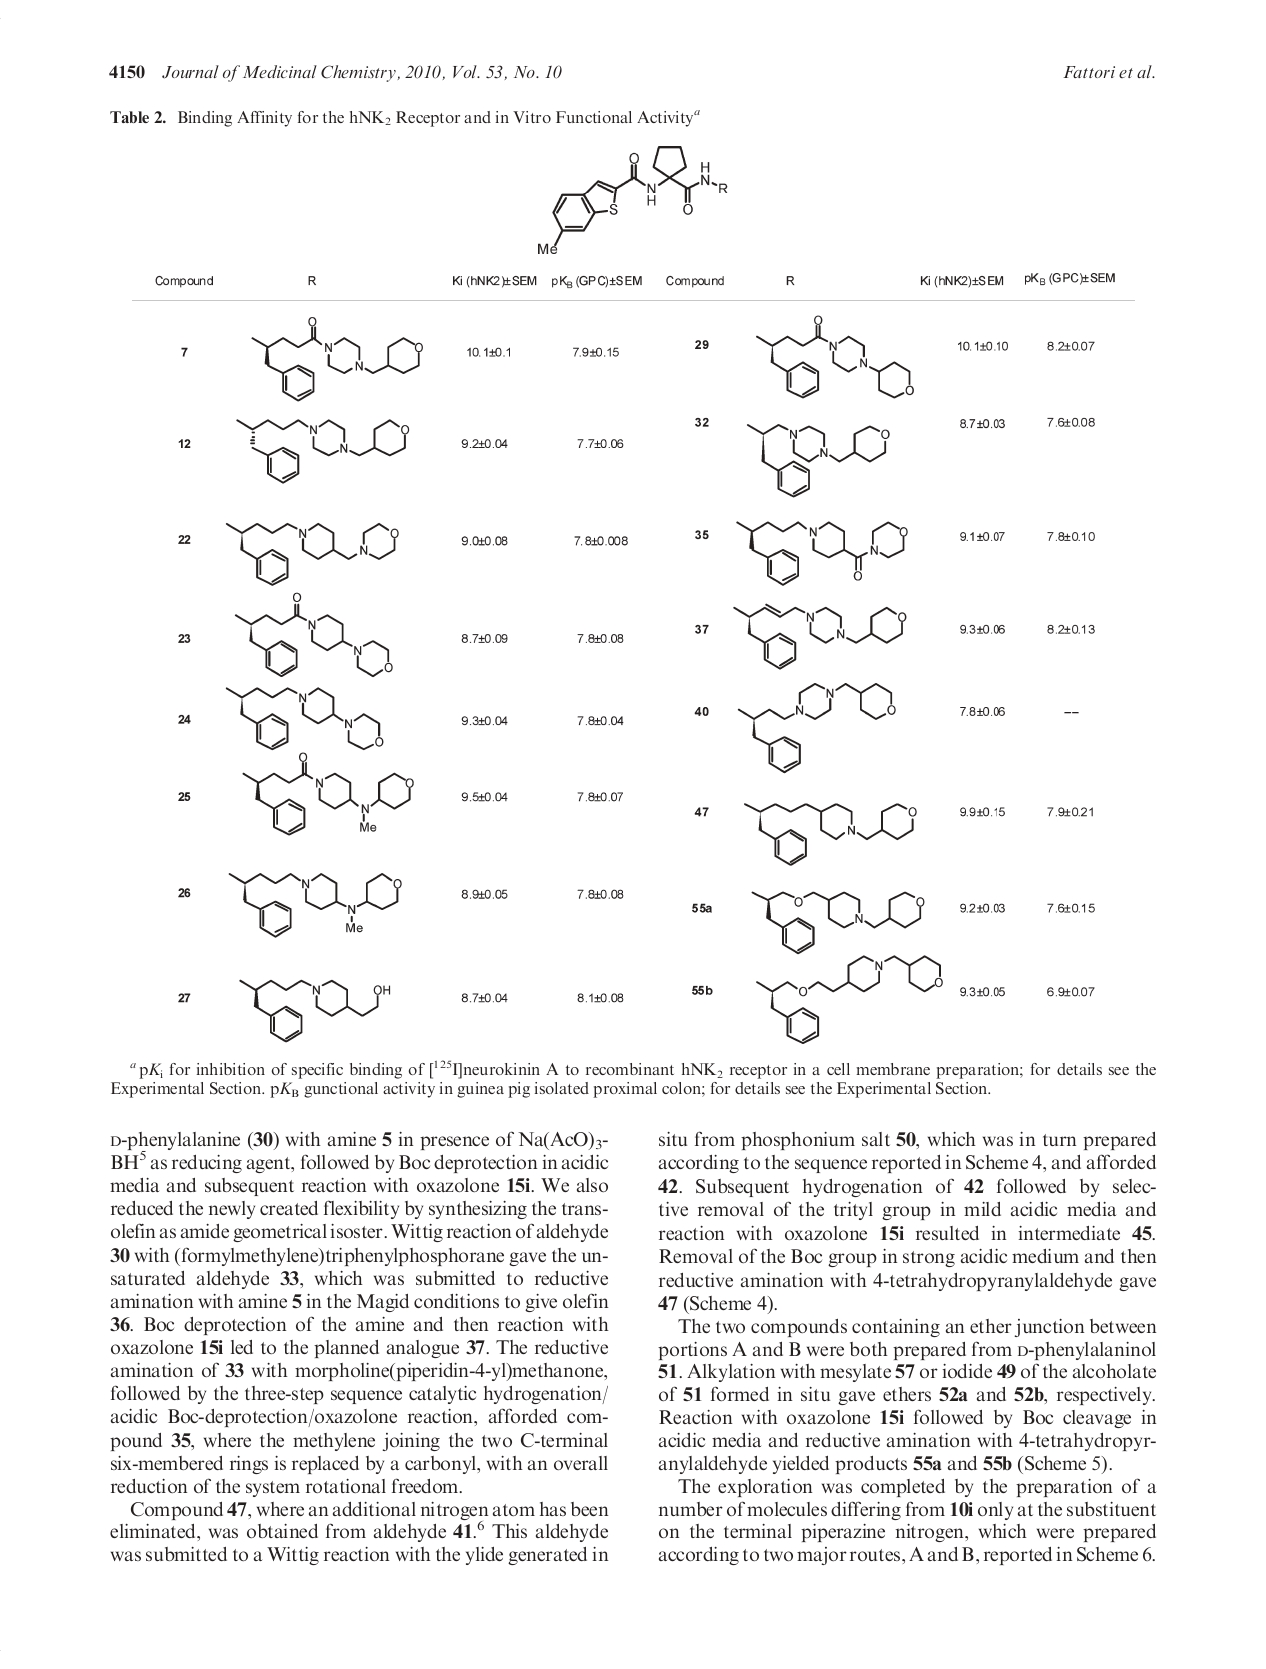 4150 Journal of Medicinal Chemistry, 2010, Vol. 53, No. 10 Fattori et al.
Table 2. Binding Affinity for the hNK2 Receptor and in Vitro Functional Activitya
O
H
N
R
N
H
O
S
Me
Compound R Ki (hNK2)±SEM pKB (GPC)±SEM Compound R Ki (hNK2)±SEM pKB (GPC)±SEM
7 O N N O 10.1±0.1 7.9±0.15 29 O N N O 10.1±0.10 8.2±0.07
12 N N O 9.2±0.04 7.7±0.06 32 N N O 8.7±0.03 7.6±0.08
22 N N O 9.0±0.08 7.8±0.008 35 N N O O 9.1±0.07 7.8±0.10
23 O N N O 8.7±0.09 7.8±0.08 37 N N O 9.3±0.06 8.2±0.13
24 N N O 9.3±0.04 7.8±0.04 40 N N O 7.8±0.06 --
25 O N N Me O 9.5±0.04 7.8±0.07 47 N O 9.9±0.15 7.9±0.21
26 N N Me O 8.9±0.05 7.8±0.08 55a O N O 9.2±0.03 7.6±0.15
27 N OH 8.7±0.04 8.1±0.08 55b O N O 9.3±0.05 6.9±0.07
a pKi for inhibition of specific binding of [125I]neurokinin A to recombinant hNK2 receptor in a cell membrane preparation; for details see the
Experimental Section. pKB gunctional activity in guinea pig isolated proximal colon; for details see the Experimental Section.
D-phenylalanine (30) with amine 5 in presence of Na(AcO)3-
BH5 as reducing agent, followed by Boc deprotection in acidic
media and subsequent reaction with oxazolone 15i. We also
reduced the newly created flexibility by synthesizing the trans-
olefin as amide geometrical isoster. Wittig reaction of aldehyde
30 with (formylmethylene)triphenylphosphorane gave the un-
saturated aldehyde 33, which was submitted to reductive
amination with amine 5 in the Magid conditions to give olefin
36. Boc deprotection of the amine and then reaction with
oxazolone 15i led to the planned analogue 37. The reductive
amination of 33 with morpholine(piperidin-4-yl)methanone,
followed by the three-step sequence catalytic hydrogenation/
acidic Boc-deprotection/oxazolone reaction, afforded com-
pound 35, where the methylene joining the two C-terminal
six-membered rings is replaced by a carbonyl, with an overall
reduction of the system rotational freedom.
Compound 47, where an additional nitrogen atom has been
eliminated, was obtained from aldehyde 41.6 This aldehyde
was submitted to a Wittig reaction with the ylide generated in
situ from phosphonium salt 50, which was in turn prepared
according to the sequence reported in Scheme 4, and afforded
42. Subsequent hydrogenation of 42 followed by selec-
tive removal of the trityl group in mild acidic media and
reaction with oxazolone 15i resulted in intermediate 45.
Removal of the Boc group in strong acidic medium and then
reductive amination with 4-tetrahydropyranylaldehyde gave
47 (Scheme 4).
The two compounds containing an ether junction between
portions A and B were both prepared from D-phenylalaninol
51. Alkylation with mesylate 57 or iodide 49 of the alcoholate
of 51 formed in situ gave ethers 52a and 52b, respectively.
Reaction with oxazolone 15i followed by Boc cleavage in
acidic media and reductive amination with 4-tetrahydropyr-
anylaldehyde yielded products 55a and 55b (Scheme 5).
The exploration was completed by the preparation of a
number of molecules differing from 10i only at the substituent
on the terminal piperazine nitrogen, which were prepared
according to two major routes, A and B, reported in Scheme 6.